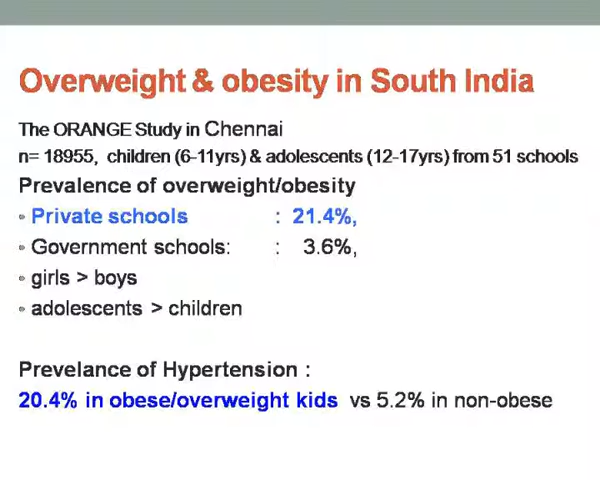 Overweight & obesity in South India
The ORANGE Study in Chennai
n= 18955, children (6-11yrs) & adolescents (12-17yrs) from 51 schools
Prevalence of overweight/obesity
• Private schools : 21.4%,
• Government schools: : 3.6%,
• girls > boys
• adolescents > children
Prevelance of Hypertension :
20.4% in obese/overweight kids vs 5.2% in non-obese